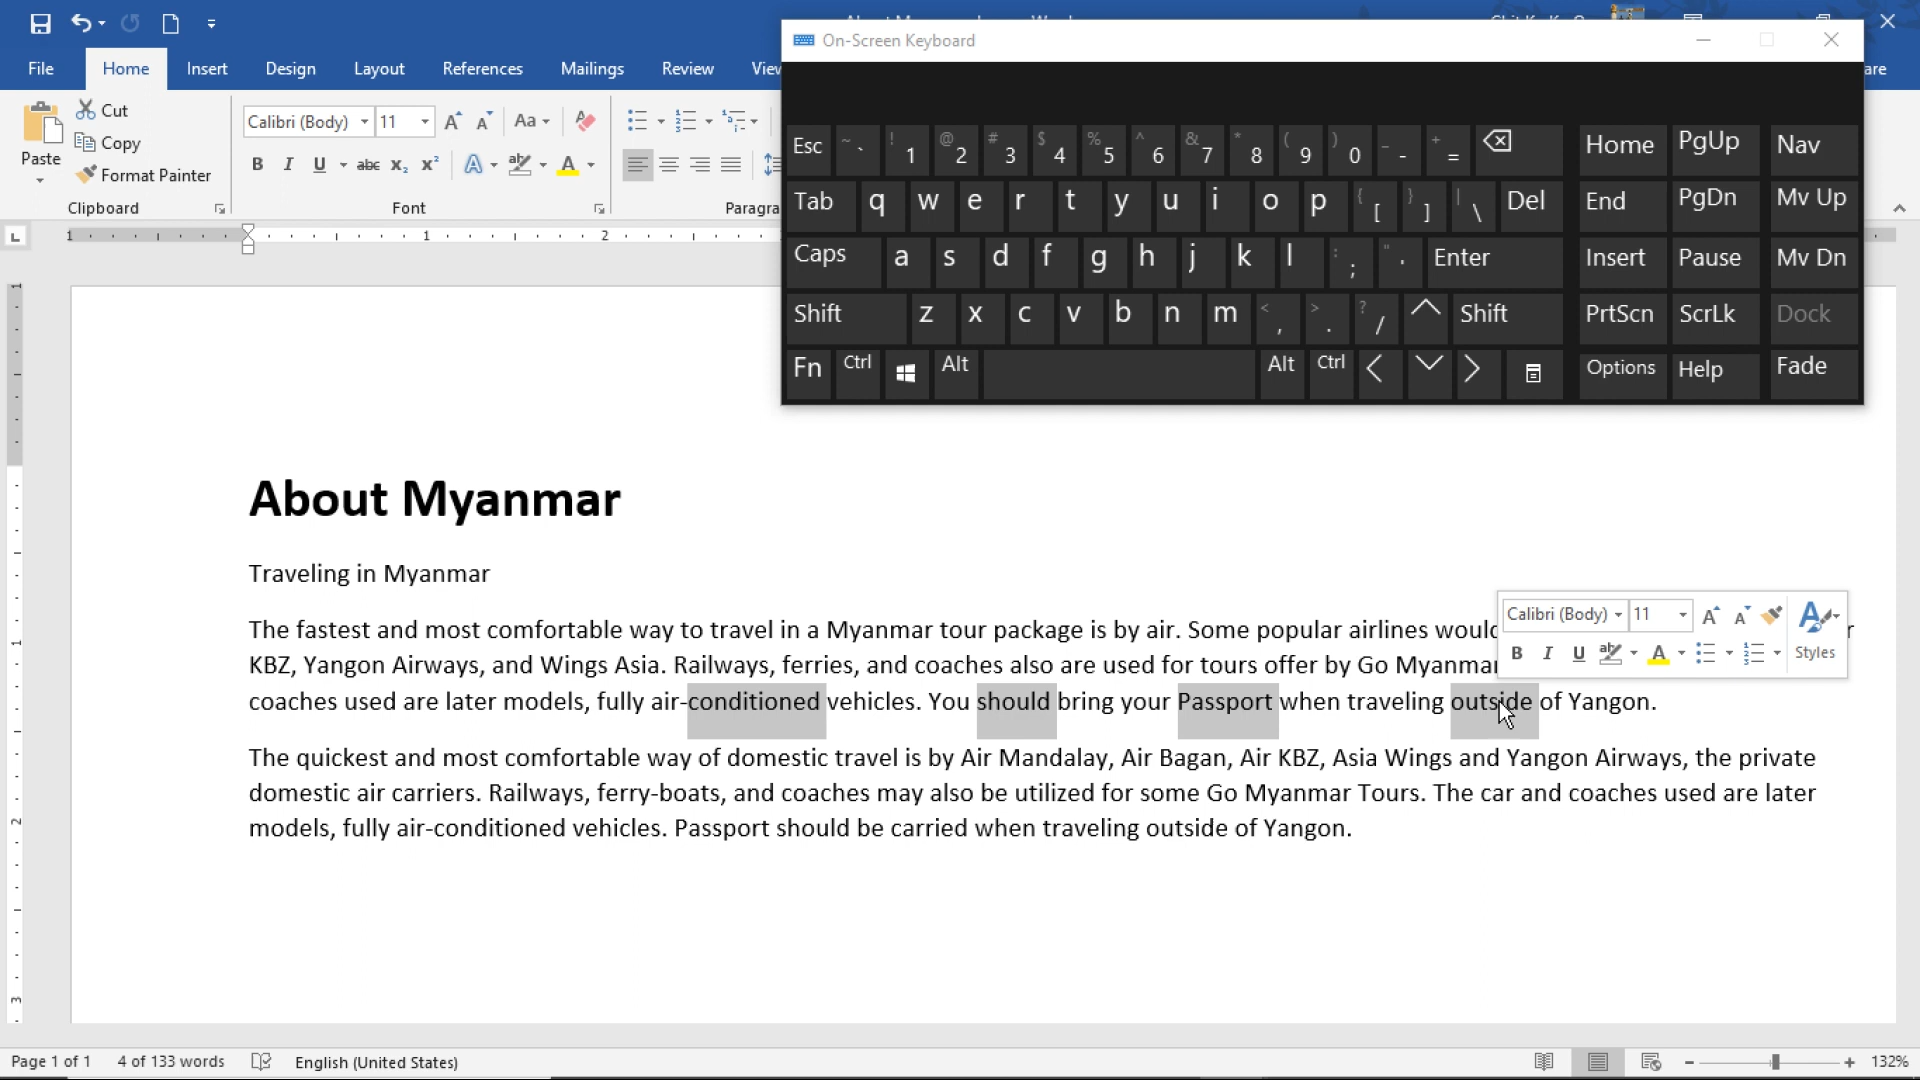 On-Screen Keyboard
File Home Insert Design Layout References Mailings Review
Cut
Copy
Paste
Format Painter
Calibri (Body) 11
Aa
B I U abc x₂ x² A ab A
Clipboard Font
Esc ~ ` ! 1 @ 2 # 3 $ 4 % 5 ^ 6 & 7 * 8 ( 9 ) 0 _ - + = Home PgUp Nav
Tab q w e r t y u i o p { [ } ] | \ Del End PgDn Mv Up
Caps a s d f g h j k l : ; " ' Enter Insert Pause Mv Dn
Shift z x c v b n m < , > . ? / Shift PrtScn ScrLk Dock
Fn Ctrl Alt Alt Ctrl Options Help Fade
1 1 2
About Myanmar
Traveling in Myanmar
The fastest and most comfortable way to travel in a Myanmar tour package is by air. Some popular airlines
KBZ, Yangon Airways, and Wings Asia. Railways, ferries, and coaches also are used for tours offer by Go Myanmar
coaches used are later models, fully air-conditioned vehicles. You should bring your Passport when traveling outside of Yangon.
Calibri (Body) 11
B I U ab A Styles
The quickest and most comfortable way of domestic travel is by Air Mandalay, Air Bagan, Air KBZ, Asia Wings and Yangon Airways, the private
domestic air carriers. Railways, ferry-boats, and coaches may also be utilized for some Go Myanmar Tours. The car and coaches used are later
models, fully air-conditioned vehicles. Passport should be carried when traveling outside of Yangon.
Page 1 of 1 4 of 133 words English (United States) 132%